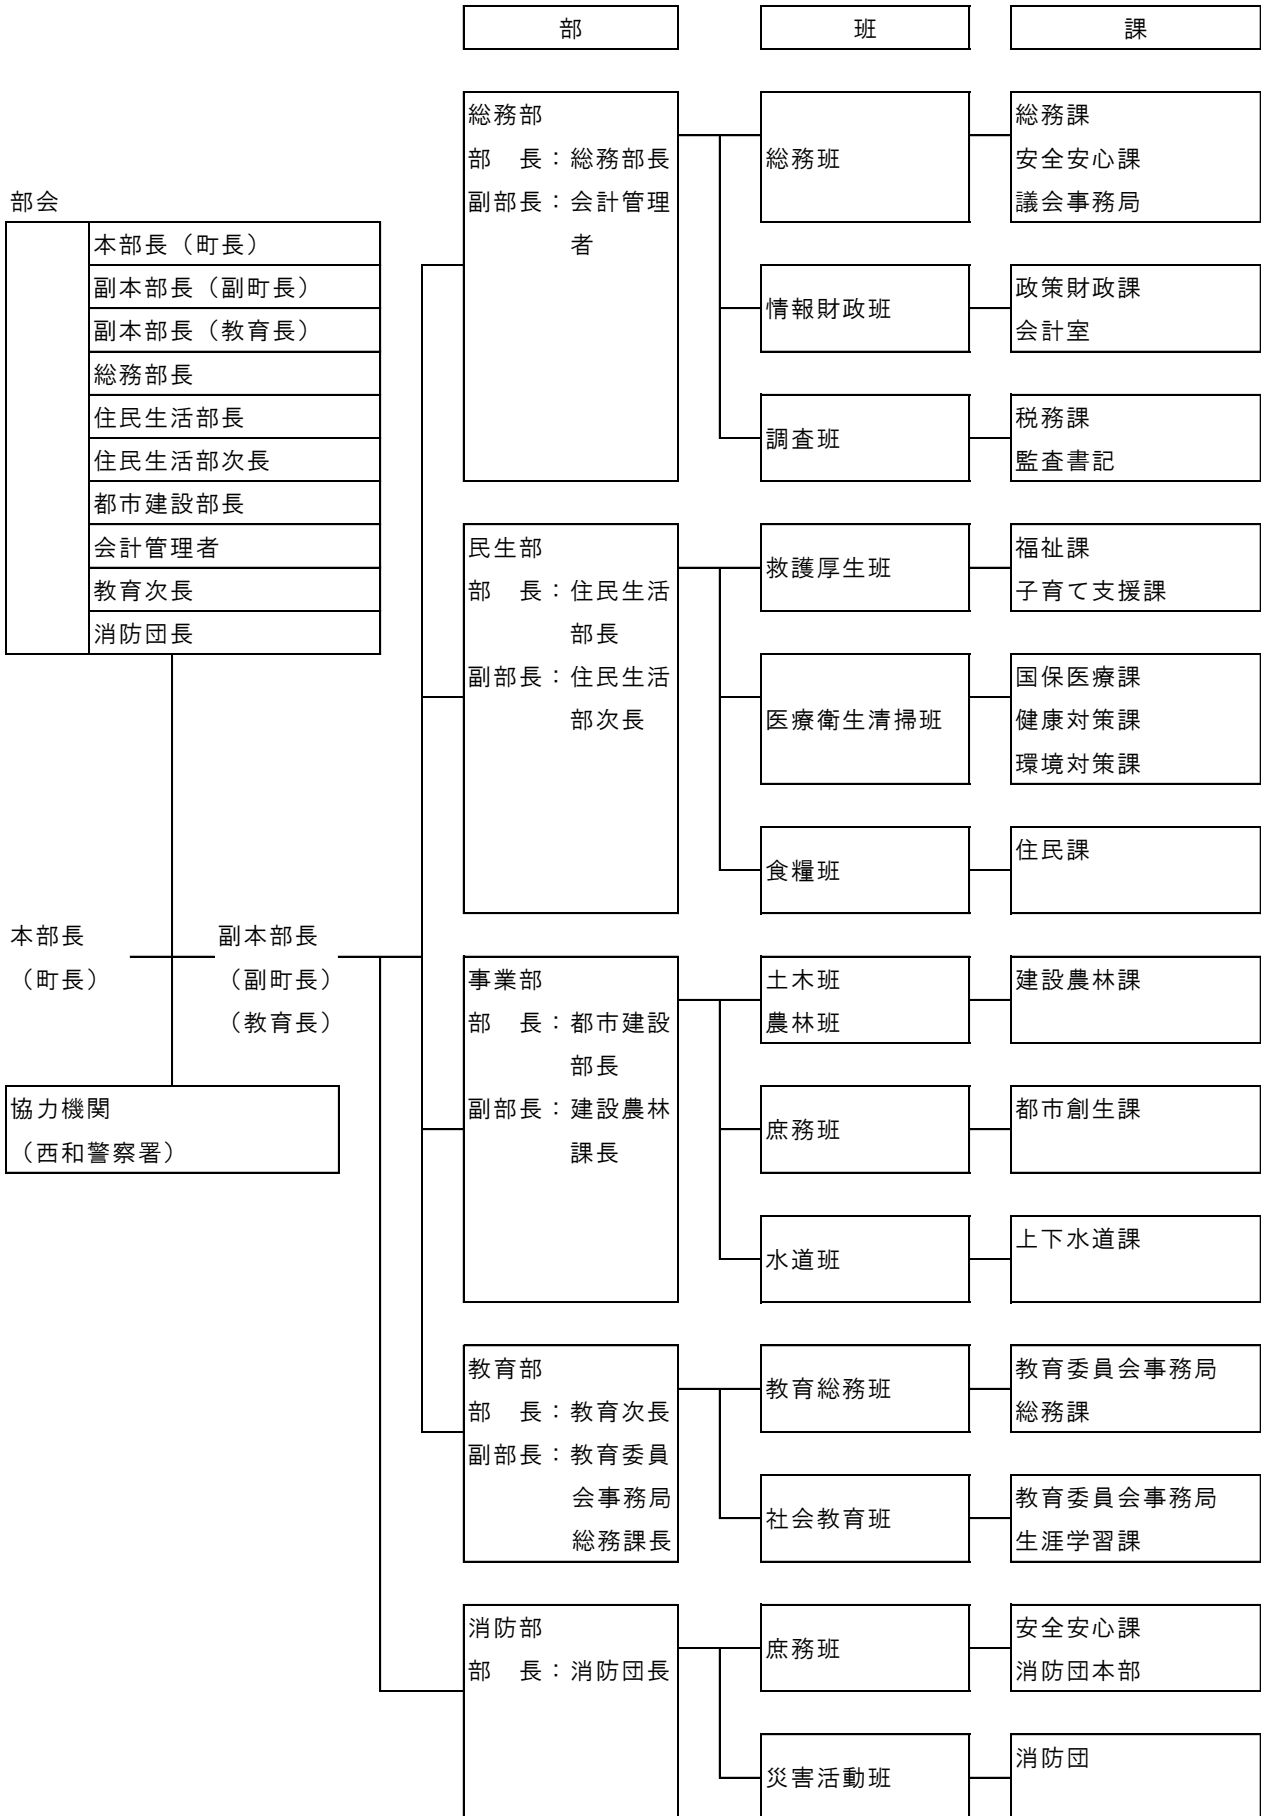 部
班
課
部会
本部長（町長）
副本部長（副町長）
副本部長（教育長）
総務部長
住民生活部長
住民生活部次長
都市建設部長
会計管理者
教育次長
消防団長
本部長
（町長）
副本部長
（副町長）
（教育長）
協力機関
（西和警察署）
総務部
部　長：総務部長
副部長：会計管理
者
総務班
総務課
安全安心課
議会事務局
情報財政班
政策財政課
会計室
調査班
税務課
監査書記
民生部
部　長：住民生活
部長
副部長：住民生活
部次長
救護厚生班
福祉課
子育て支援課
医療衛生清掃班
国保医療課
健康対策課
環境対策課
食糧班
住民課
事業部
部　長：都市建設
部長
副部長：建設農林
課長
土木班
農林班
建設農林課
庶務班
都市創生課
水道班
上下水道課
教育部
部　長：教育次長
副部長：教育委員
会事務局
総務課長
教育総務班
教育委員会事務局
総務課
社会教育班
教育委員会事務局
生涯学習課
消防部
部　長：消防団長
庶務班
安全安心課
消防団本部
災害活動班
消防団